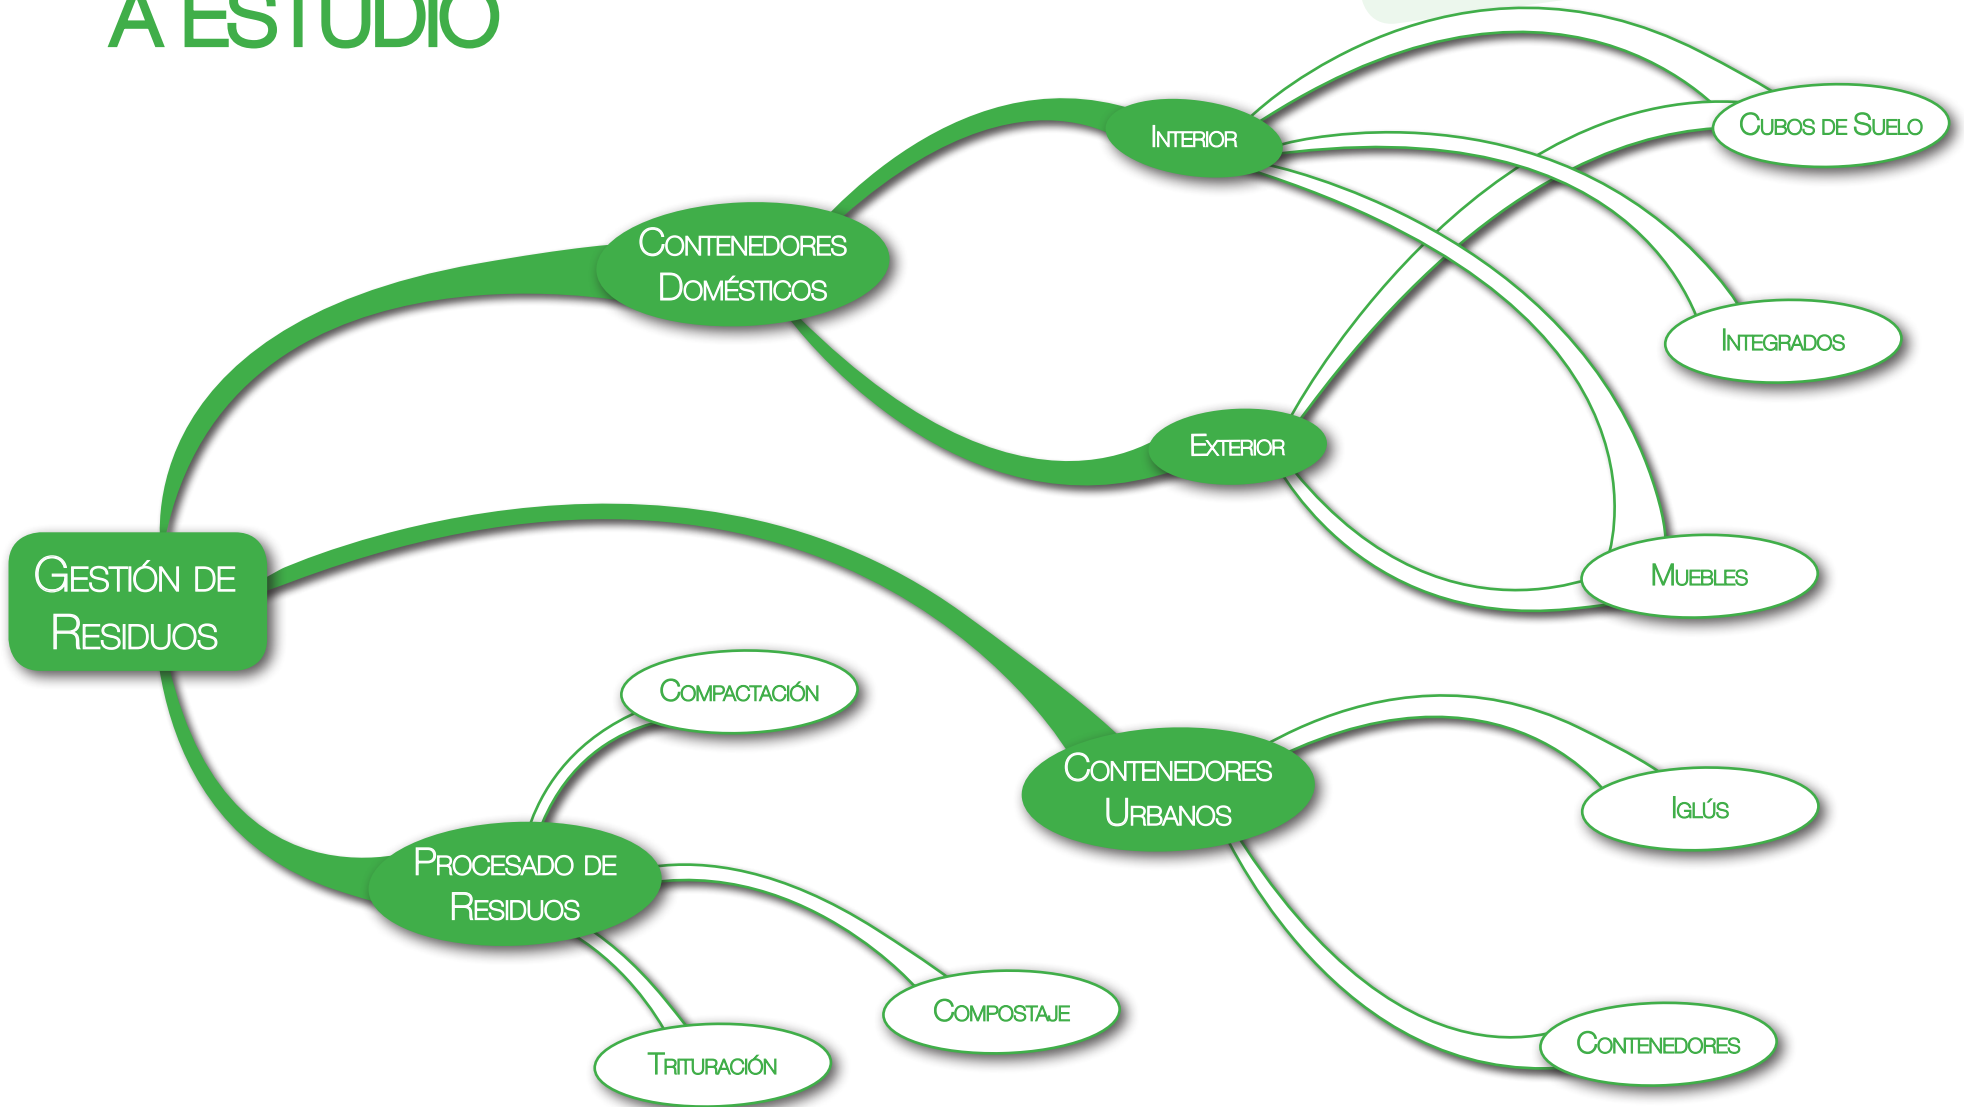 A ESTUDIO
INTERIOR
CUBOS DE SUELO
CONTENEDORES
DOMÉSTICOS
INTEGRADOS
EXTERIOR
GESTIÓN DE
RESIDUOS
MUEBLES
COMPACTACIÓN
CONTENEDORES
URBANOS
IGLÚS
PROCESADO DE
RESIDUOS
COMPOSTAJE
CONTENEDORES
TRITURACIÓN